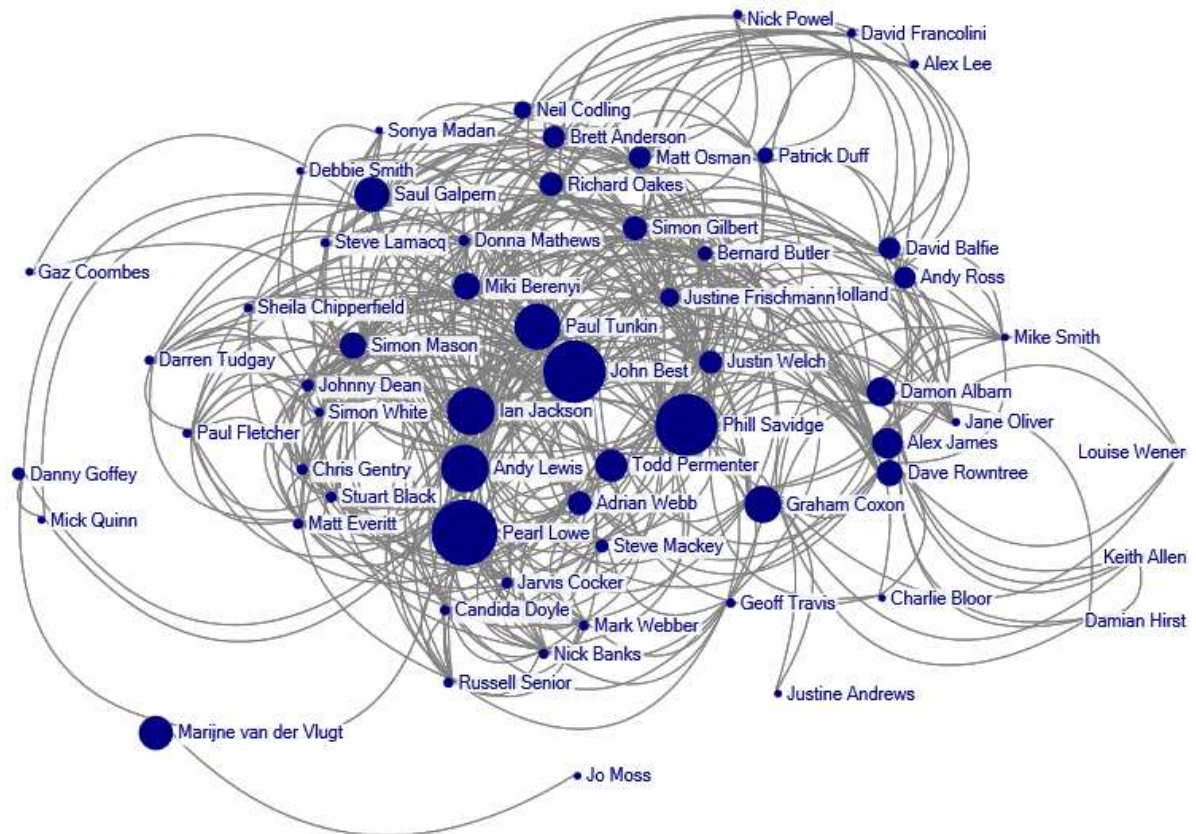 Nick Powel
David Francolini
Alex Lee
Neil Codling
Sonya Madan
Brett Anderson
Matt Osman
Patrick Duff
Debbie Smith
Saul Galpern
Richard Oakes
Simon Gilbert
Steve Lamacq
Donna Mathews
Bernard Butler
David Balfie
Gaz Coombes
Andy Ross
Miki Berenyi
Justine Frischmann
Holland
Sheila Chipperfield
Paul Tunkin
Mike Smith
Simon Mason
Darren Tudgay
Justin Welch
John Best
Johnny Dean
Damon Albarn
Simon White
Ian Jackson
Phill Savidge
Jane Oliver
Paul Fletcher
Alex James
Louise Wener
Chris Gentry
Andy Lewis
Todd Permenter
Dave Rowntree
Danny Goffey
Stuart Black
Adrian Webb
Graham Coxon
Mick Quinn
Matt Everitt
Pearl Lowe
Steve Mackey
Keith Allen
Jarvis Cocker
Geoff Travis
Charlie Bloor
Candida Doyle
Mark Webber
Damian Hirst
Nick Banks
Russell Senior
Justine Andrews
Marijne van der Vlugt
Jo Moss